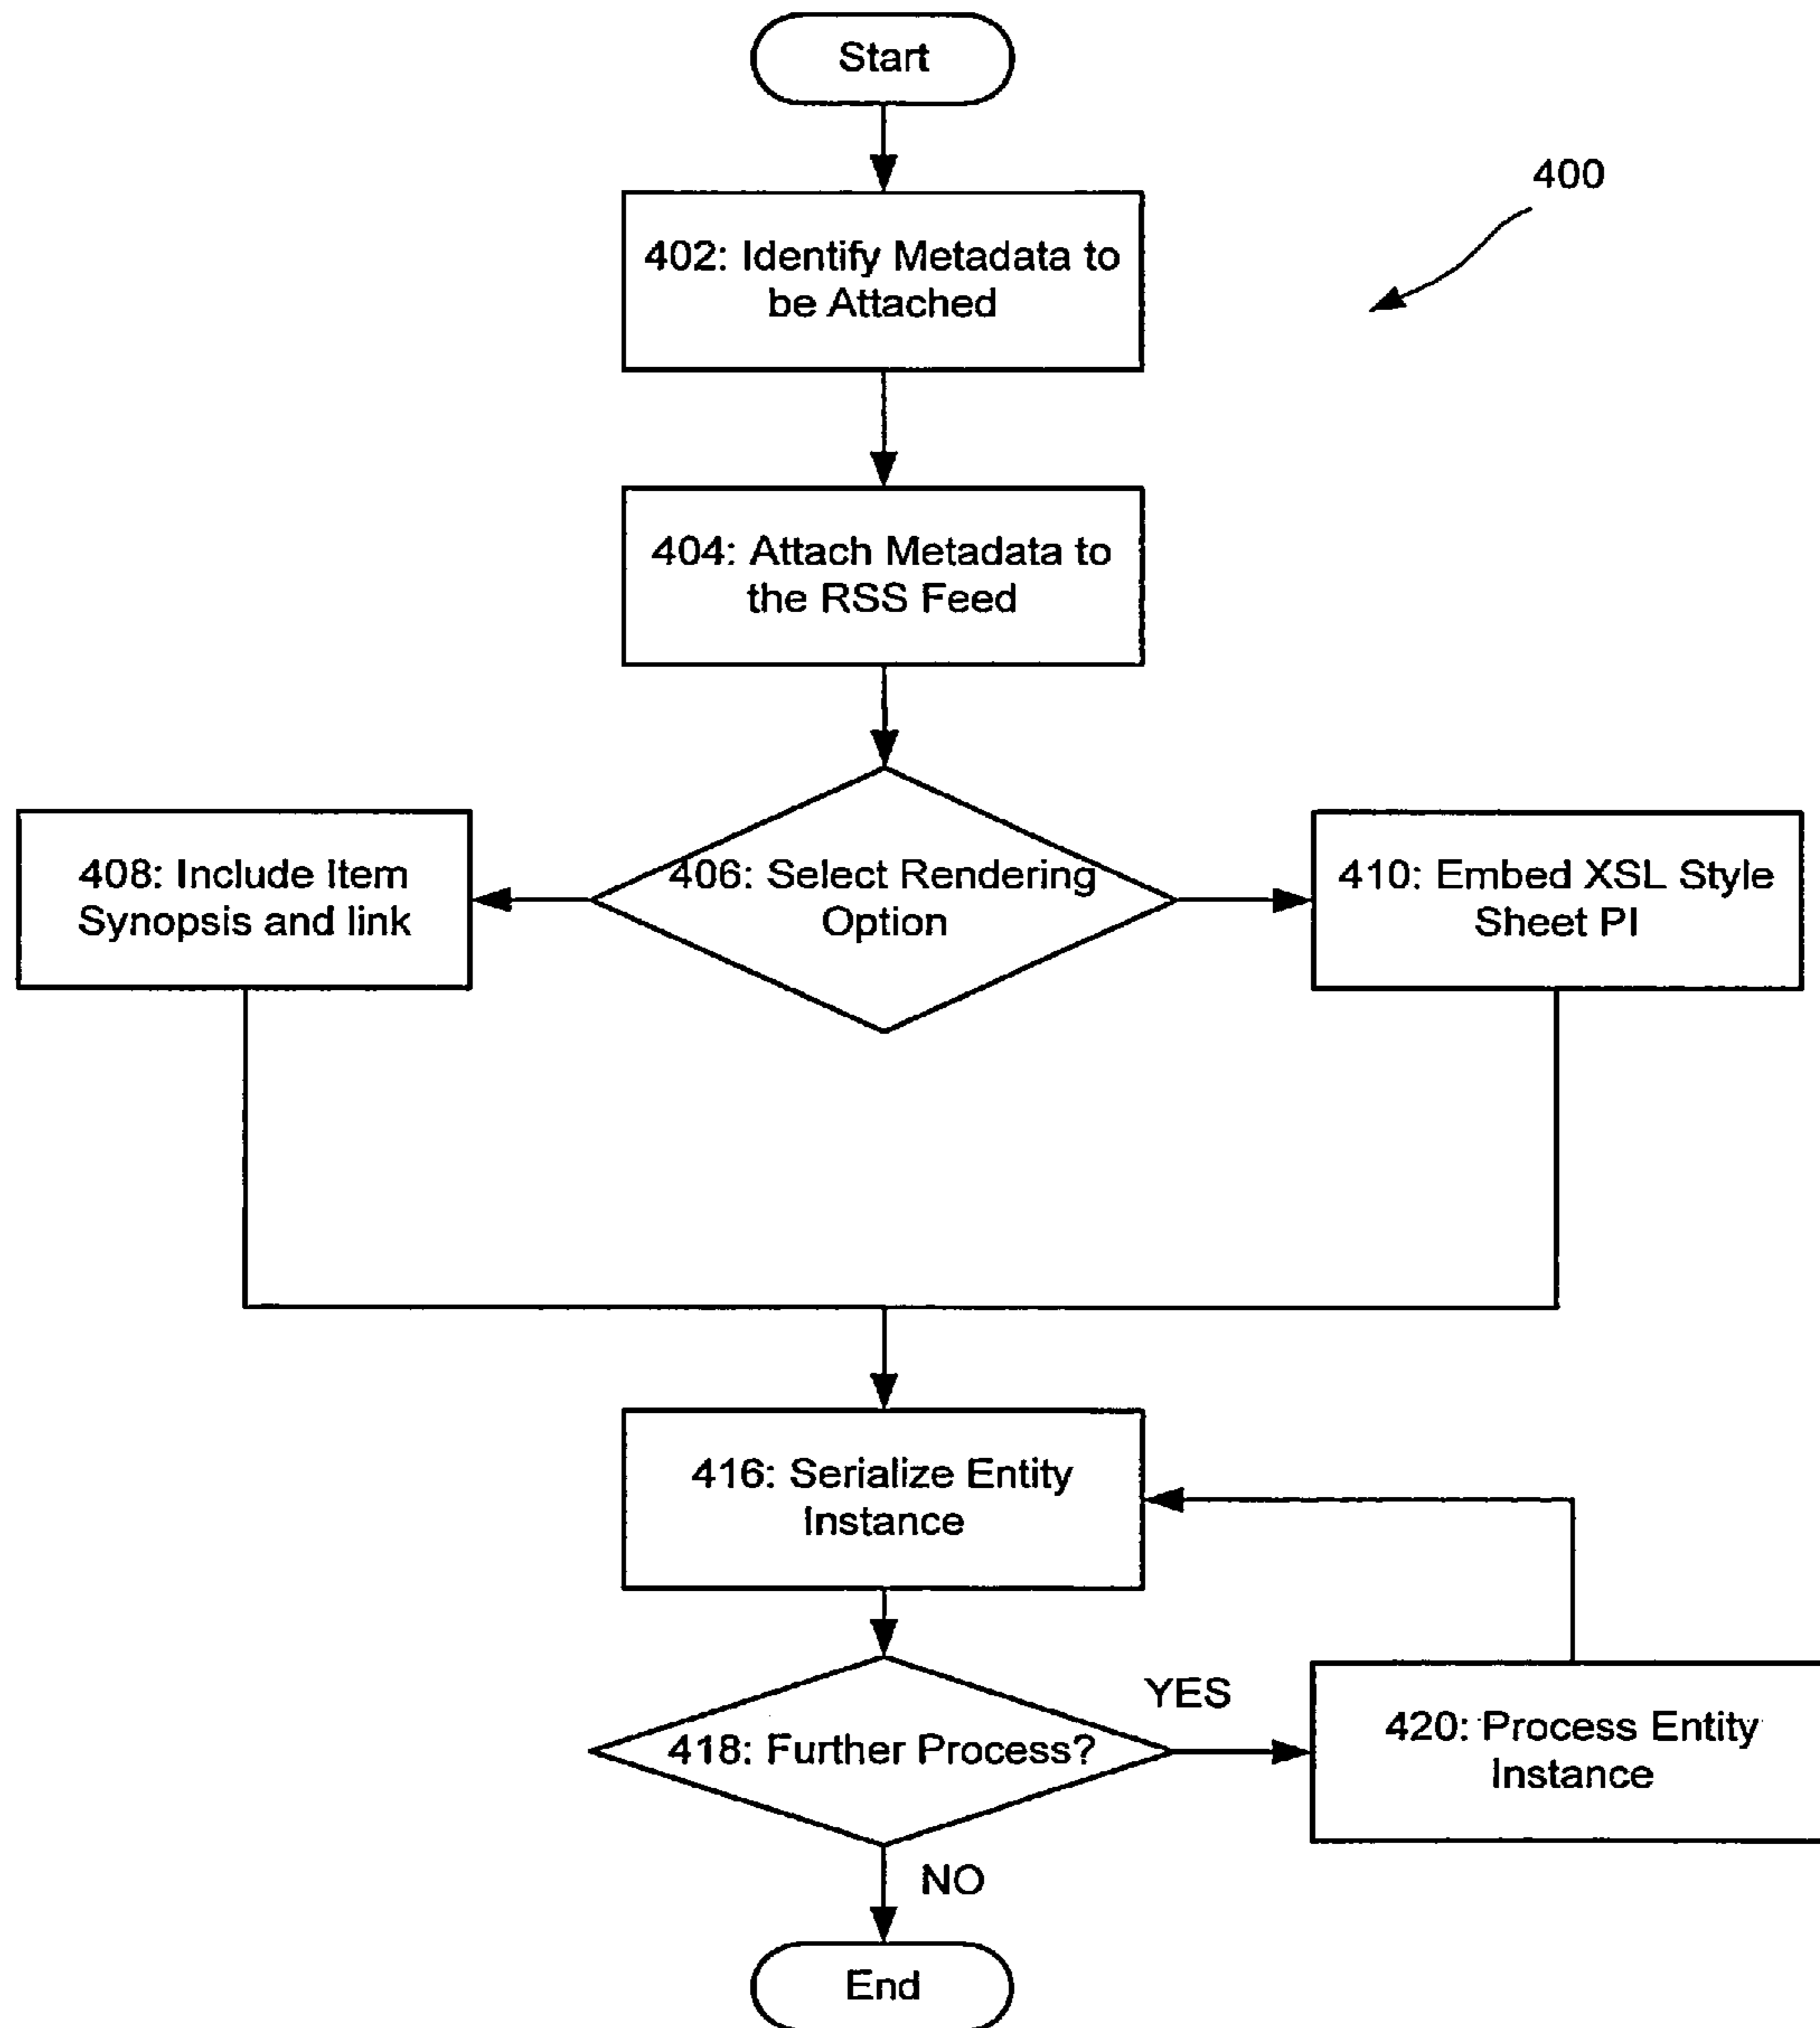 Start
400
402: Identify Metadata to
be Attached
404: Attach Metadata to
the RSS Feed
408: Include Item
Synopsis and link
406: Select Rendering
Option
410: Embed XSL Style
Sheet PI
416: Serialize Entity
Instance
418: Further Process?
YES
420: Process Entity
Instance
NO
End